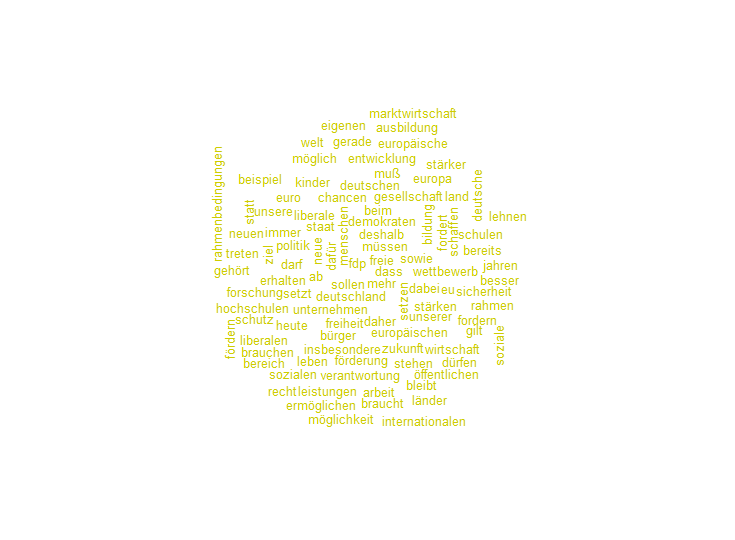 marktwirtschaft
eigenen ausbildung
welt gerade europäische
möglich entwicklung stärker
rahmenbedingungen beispiel kinder deutschen muß europa deutsche
euro chancen gesellschaft land
statt unsere liberale beim demokraten bildung fordert schaffen lehnen
neuen immer staat menschen deshalb schulen
treten ziel politik neue dafür müssen bereits
gehört darf fdp freie sowie jahren
erhalten ab sollen mehr dass wettbewerb besser
forschung setzt deutschland setzen dabei eu sicherheit
hochschulen unternehmen stärken rahmen
schutz heute freiheit daher unserer fordern
fördern liberalen bürger europäischen gilt soziale
brauchen insbesondere zukunft wirtschaft
bereich leben förderung stehen dürfen
sozialen verantwortung öffentlichen
recht leistungen arbeit bleibt
ermöglichen braucht länder
möglichkeit internationalen